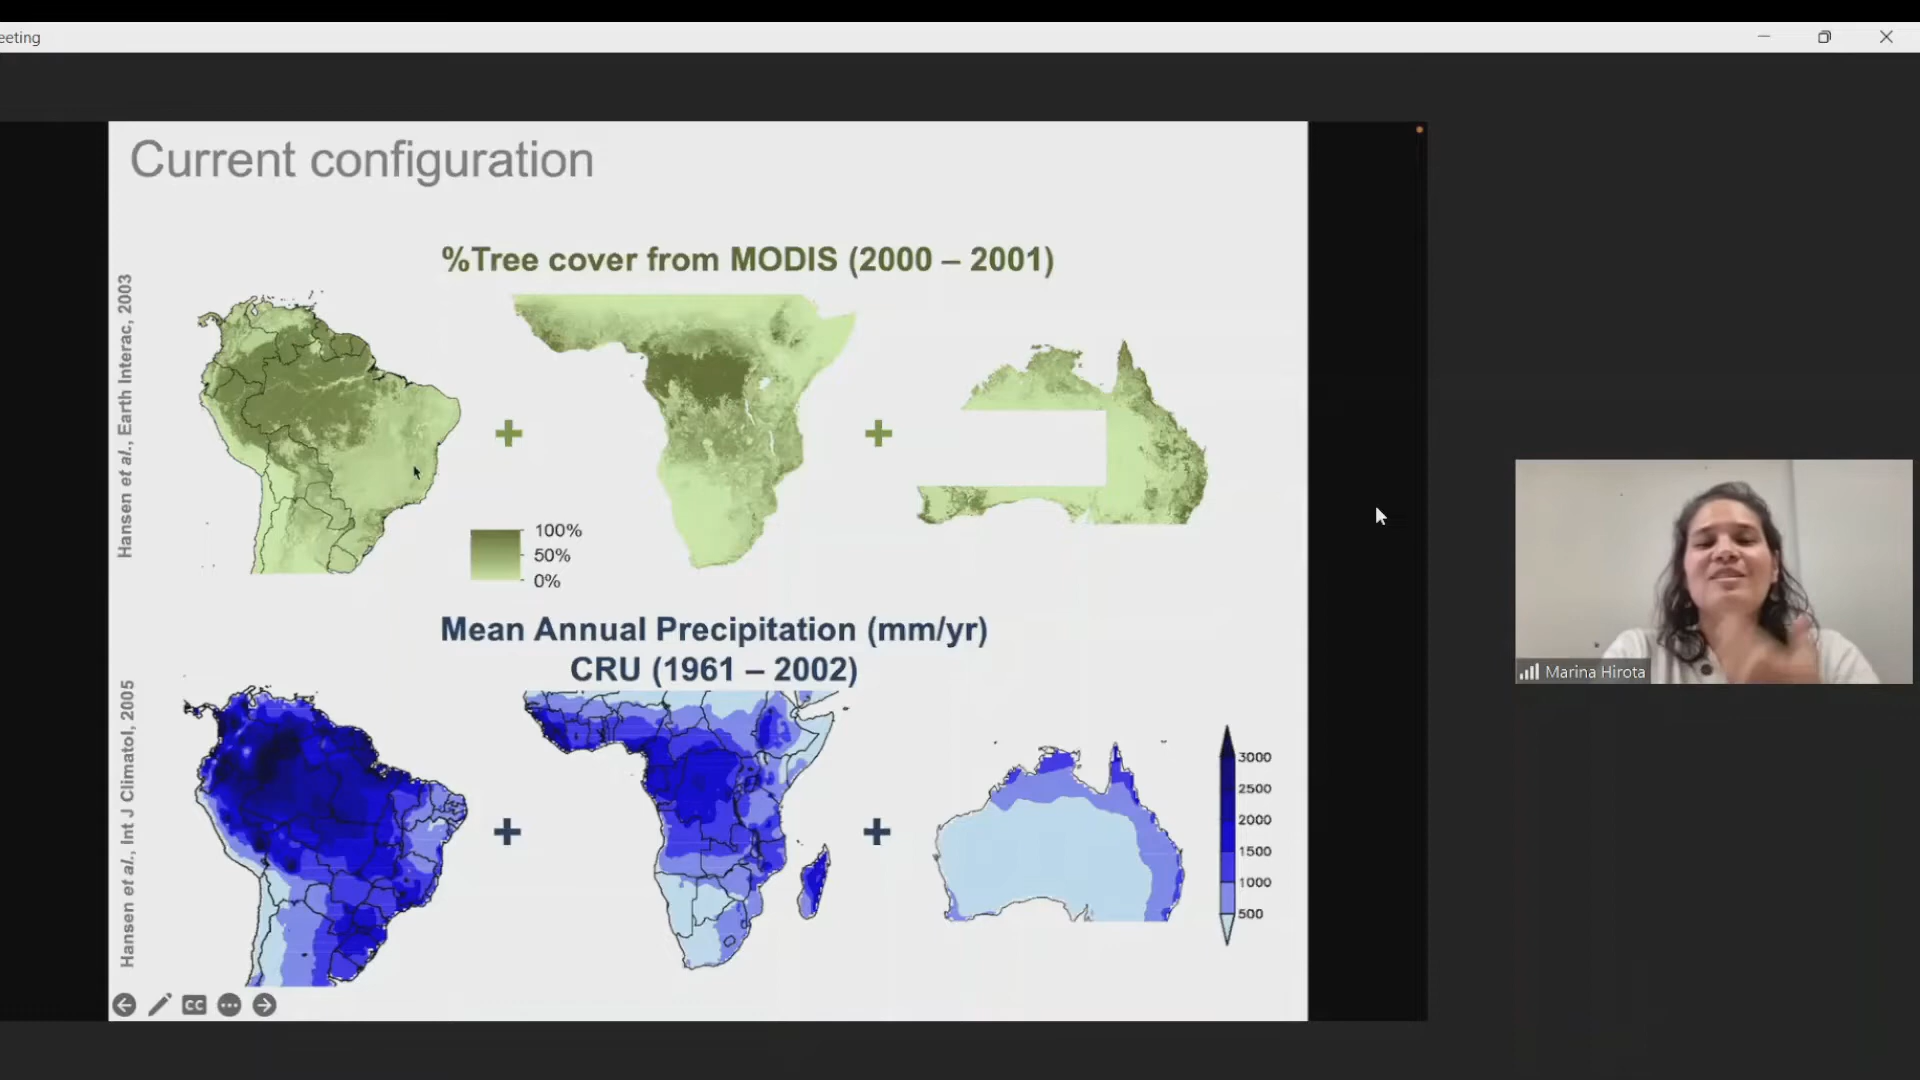 eeting
Current configuration
%Tree cover from MODIS (2000 – 2001)
Hansen et al., Earth Interac, 2003
100%
50%
0%
Mean Annual Precipitation (mm/yr)
CRU (1961 – 2002)
Hansen et al., Int J Climatol, 2005
3000
2500
2000
1500
1000
500
CC
Marina Hirota